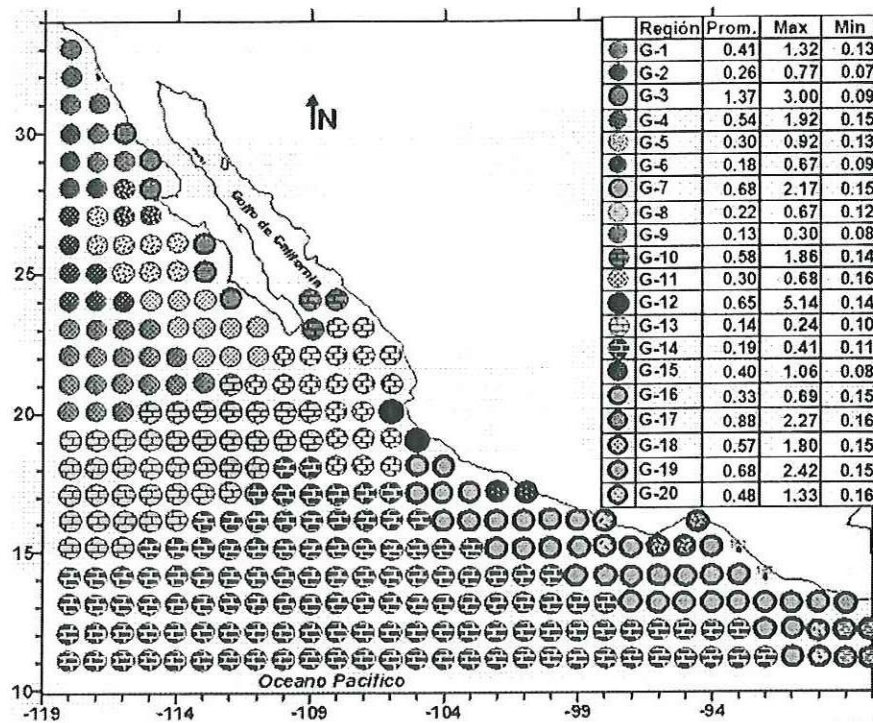 Región Prom. Max Min
G-1 0.41 1.32 0.13
G-2 0.26 0.77 0.07
G-3 1.37 3.00 0.09
G-4 0.54 1.92 0.15
G-5 0.30 0.92 0.13
G-6 0.18 0.67 0.09
G-7 0.68 2.17 0.15
G-8 0.22 0.67 0.12
G-9 0.13 0.30 0.08
G-10 0.58 1.86 0.14
G-11 0.30 0.68 0.16
G-12 0.65 5.14 0.14
G-13 0.14 0.24 0.10
G-14 0.19 0.41 0.11
G-15 0.40 1.06 0.08
G-16 0.33 0.69 0.15
G-17 0.88 2.27 0.16
G-18 0.57 1.80 0.15
G-19 0.68 2.42 0.15
G-20 0.48 1.33 0.16
N
Golfo de California
30
25
20
15
10
Oceano Pacifico
-119 -114 -109 -104 -99 -94